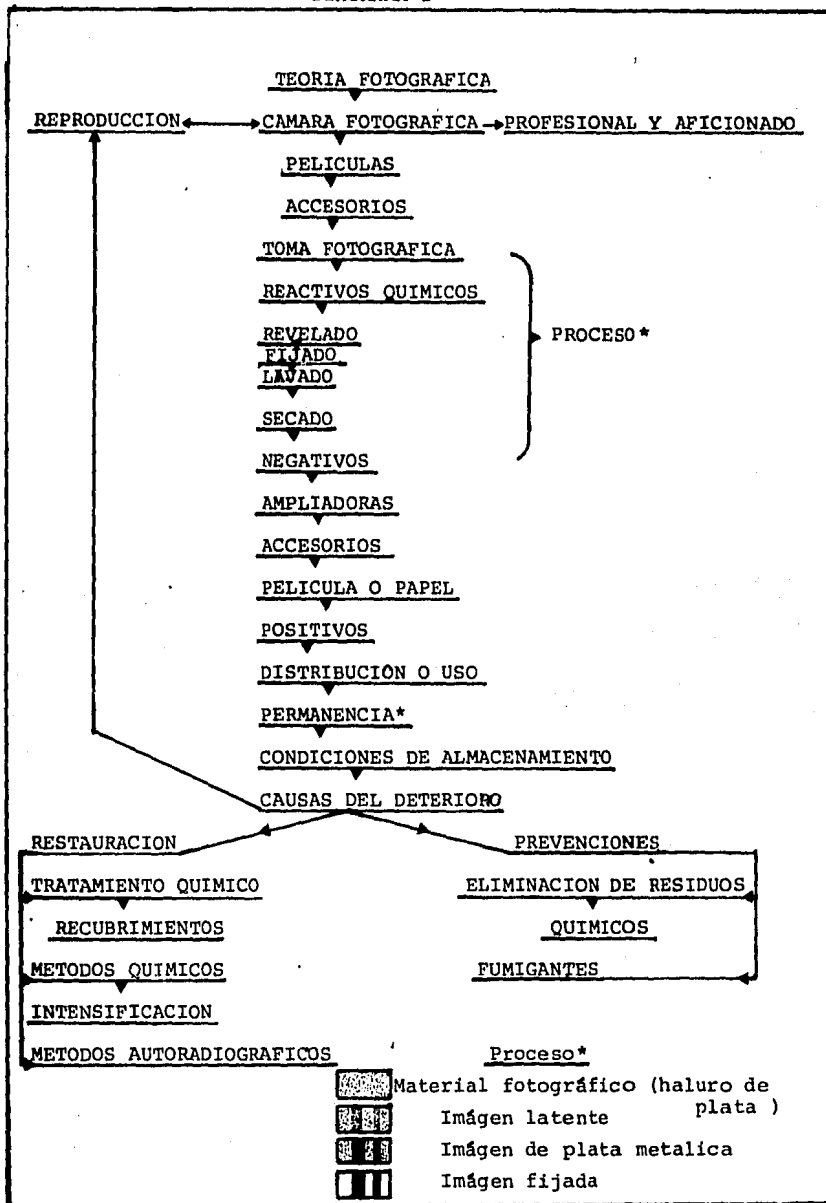 TEORIA FOTOGRAFICA
REPRODUCCION CAMARA FOTOGRAFICA PROFESIONAL Y AFICIONADO
PELICULAS
ACCESORIOS
TOMA FOTOGRAFICA
REACTIVOS QUIMICOS
REVELADO
PROCESO*
FIJADO
LAVADO
SECADO
NEGATIVOS
AMPLIADORAS
ACCESORIOS
PELICULA O PAPEL
POSITIVOS
DISTRIBUCIÓN O USO
PERMANENCIA*
CONDICIONES DE ALMACENAMIENTO
CAUSAS DEL DETERIORO
RESTAURACION PREVENCIONES
TRATAMIENTO QUIMICO ELIMINACION DE RESIDUOS
RECUBRIMIENTOS QUIMICOS
METODOS QUIMICOS FUMIGANTES
INTENSIFICACION
METODOS AUTORADIOGRAFICOS Proceso*
Material fotográfico (haluro de
plata )
Imágen latente
Imágen de plata metalica
Imágen fijada